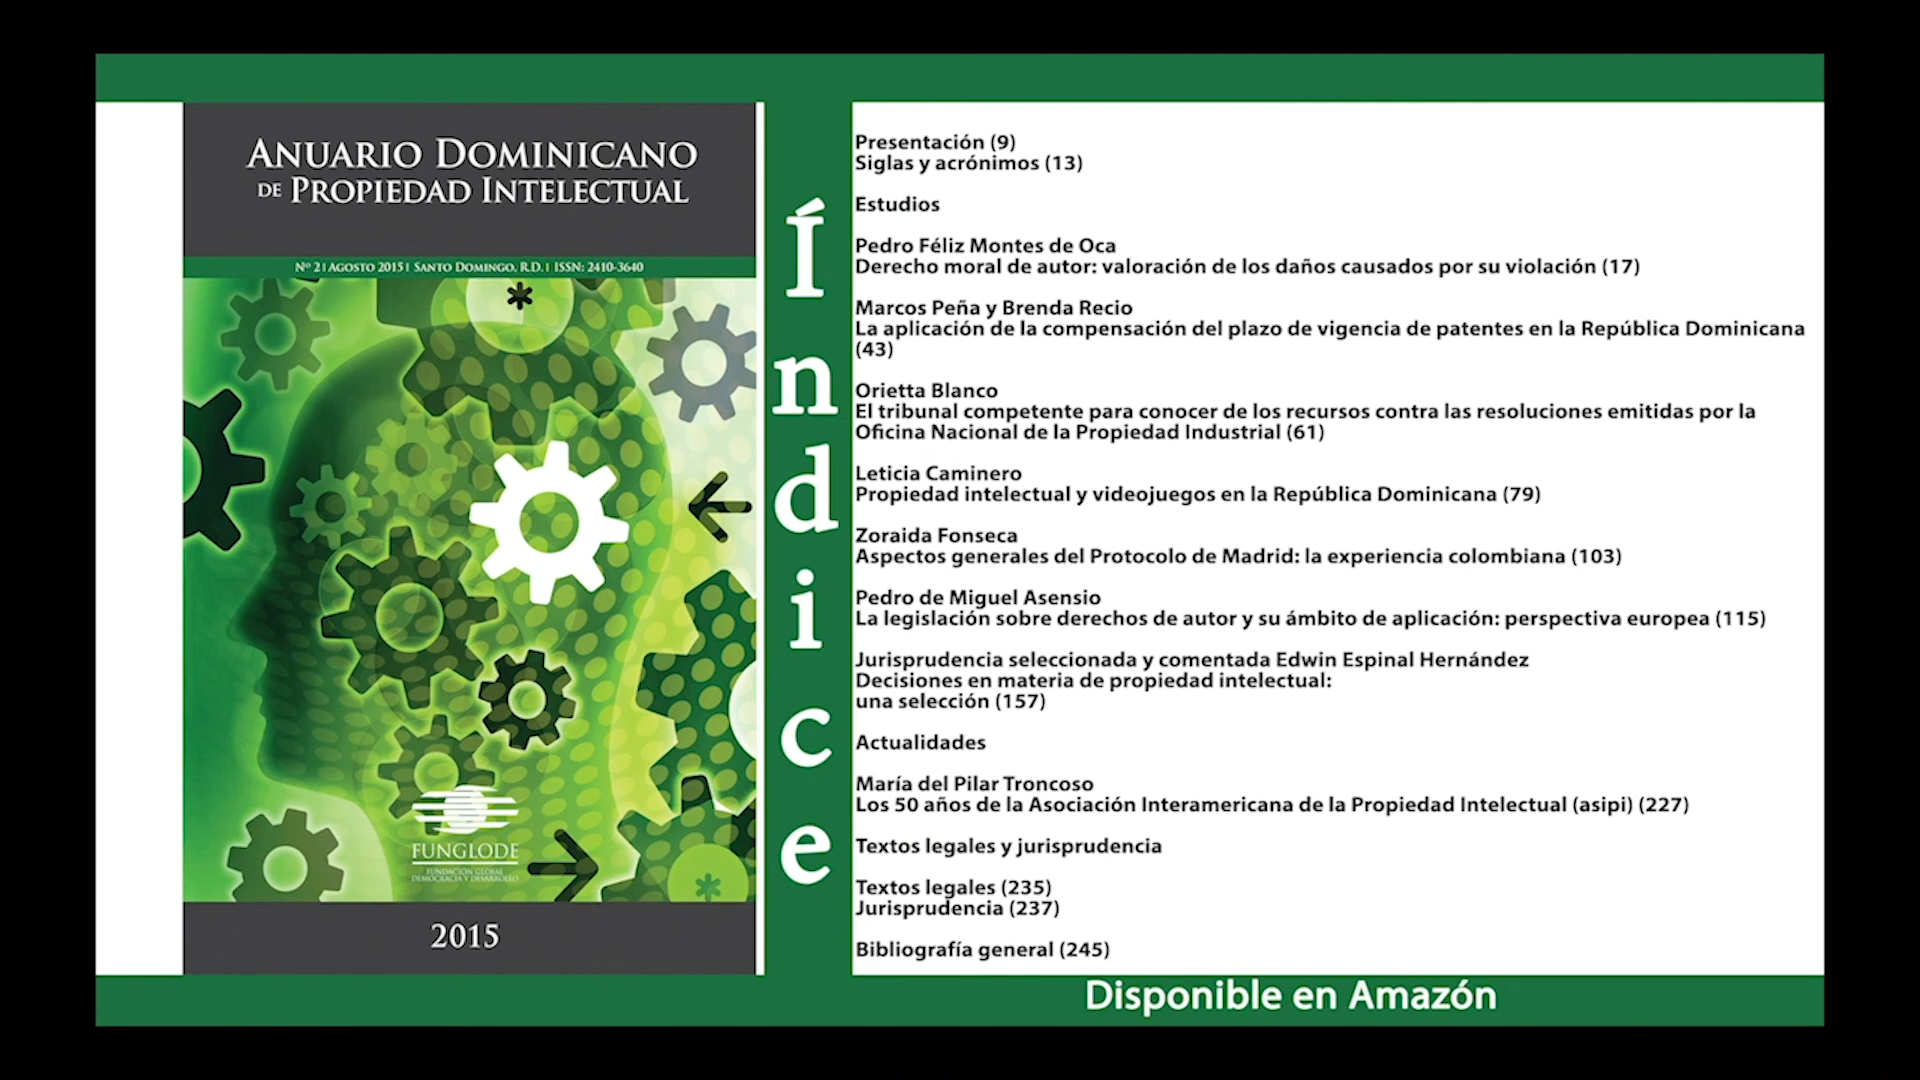 ANUARIO DOMINICANO
DE PROPIEDAD INTELECTUAL
Nº 2 | AGOSTO 2015 | SANTO DOMINGO, R.D. | ISSN: 2410-3640
FUNGLODE
FUNDACIÓN GLOBAL
DEMOCRACIA Y DESARROLLO
2015
Índice
Presentación (9)
Siglas y acrónimos (13)
Estudios
Pedro Féliz Montes de Oca
Derecho moral de autor: valoración de los daños causados por su violación (17)
Marcos Peña y Brenda Recio
La aplicación de la compensación del plazo de vigencia de patentes en la República Dominicana
(43)
Orietta Blanco
El tribunal competente para conocer de los recursos contra las resoluciones emitidas por la
Oficina Nacional de la Propiedad Industrial (61)
Leticia Caminero
Propiedad intelectual y videojuegos en la República Dominicana (79)
Zoraida Fonseca
Aspectos generales del Protocolo de Madrid: la experiencia colombiana (103)
Pedro de Miguel Asensio
La legislación sobre derechos de autor y su ámbito de aplicación: perspectiva europea (115)
Jurisprudencia seleccionada y comentada Edwin Espinal Hernández
Decisiones en materia de propiedad intelectual:
una selección (157)
Actualidades
María del Pilar Troncoso
Los 50 años de la Asociación Interamericana de la Propiedad Intelectual (asipi) (227)
Textos legales y jurisprudencia
Textos legales (235)
Jurisprudencia (237)
Bibliografía general (245)
Disponible en Amazón